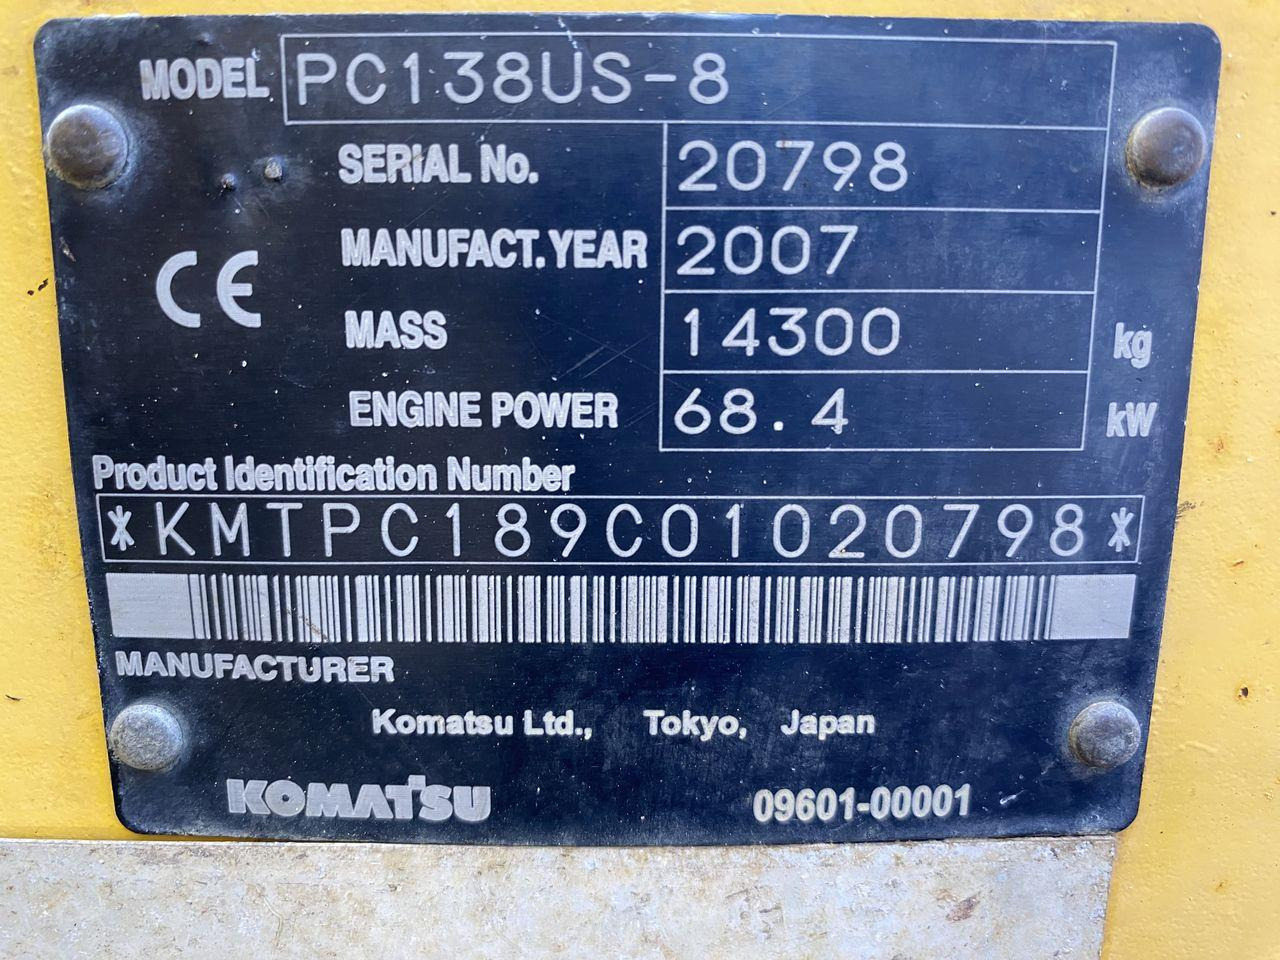 MODEL PC138US-8
SERIAL No. 20798
MANUFACT. YEAR 2007
MASS 14300 kg
ENGINE POWER 68.4 kW
CE
Product Identification Number
*KMTPC189C01020798*
MANUFACTURER
Komatsu Ltd., Tokyo, Japan
KOMATSU 09601-00001